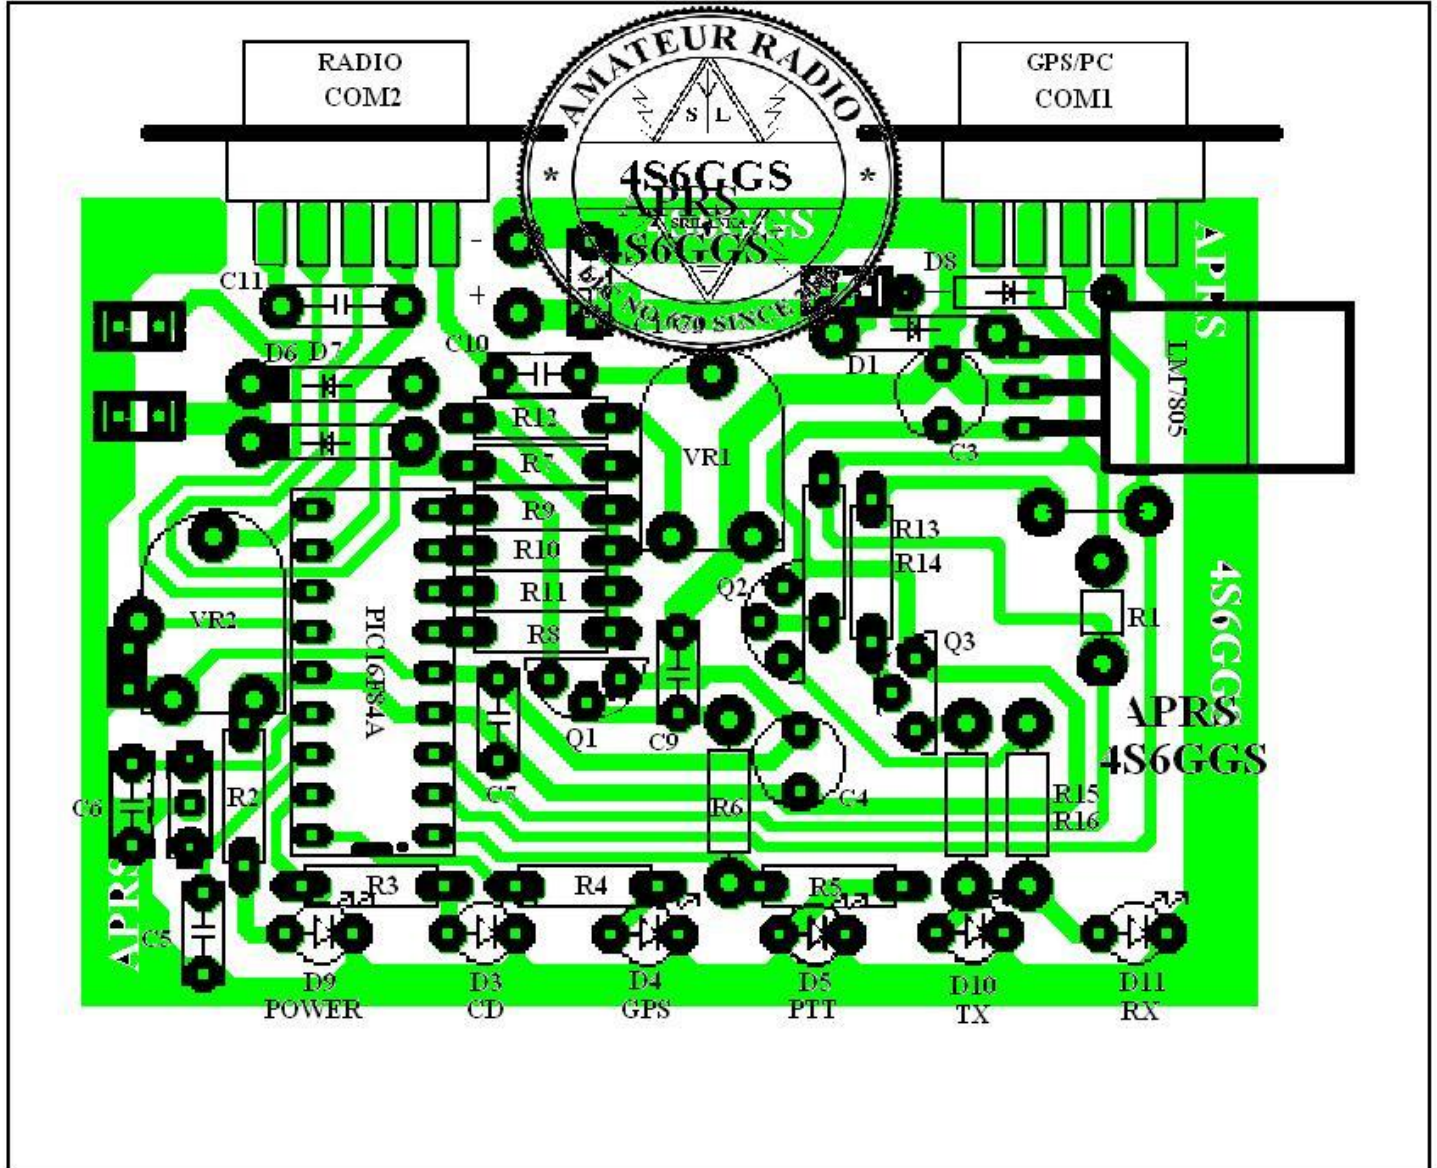 RADIO
COM2
AMATEUR RADIO
S L
* *
4S6GGS
APRS
SRILANKA
4S6GGS
GPS/PC
COM1
APRS
-
+
C11
D8
D6 D7
C10
D1
LM7805
R12
VR1
C3
R7
R9
R13
R10
R14
R11
Q2
4S6GGS
VR2
R8
R1
PIC16F84A
Q3
APRS
4S6GGS
Q1
C9
C6
R2
C7
R6
C4
R15
R16
APRS
R3
R4
R5
C5
D9
POWER
D3
CD
D4
GPS
D5
PTT
D10
TX
D11
RX